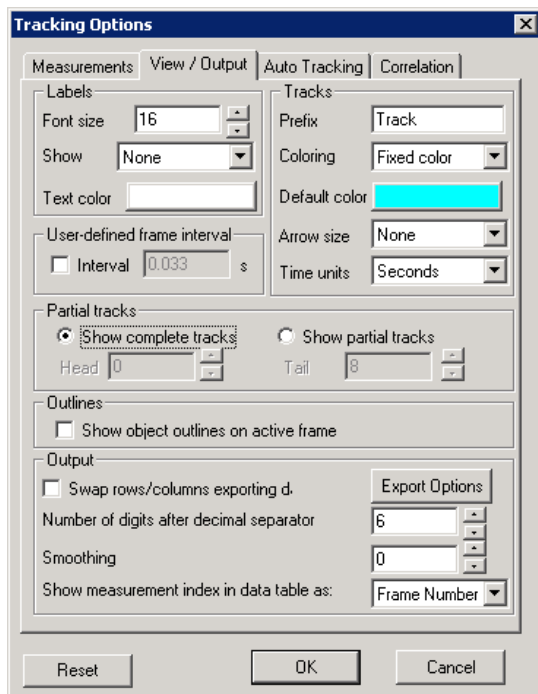 Tracking Options
Measurements View / Output Auto Tracking Correlation
Labels
Font size 16
Show None
Text color
User-defined frame interval
Interval 0.033 s
Tracks
Prefix Track
Coloring Fixed color
Default color
Arrow size None
Time units Seconds
Partial tracks
Show complete tracks Show partial tracks
Head 0 Tail 8
Outlines
Show object outlines on active frame
Output
Swap rows/columns exporting d. Export Options
Number of digits after decimal separator 6
Smoothing 0
Show measurement index in data table as: Frame Number
Reset OK Cancel